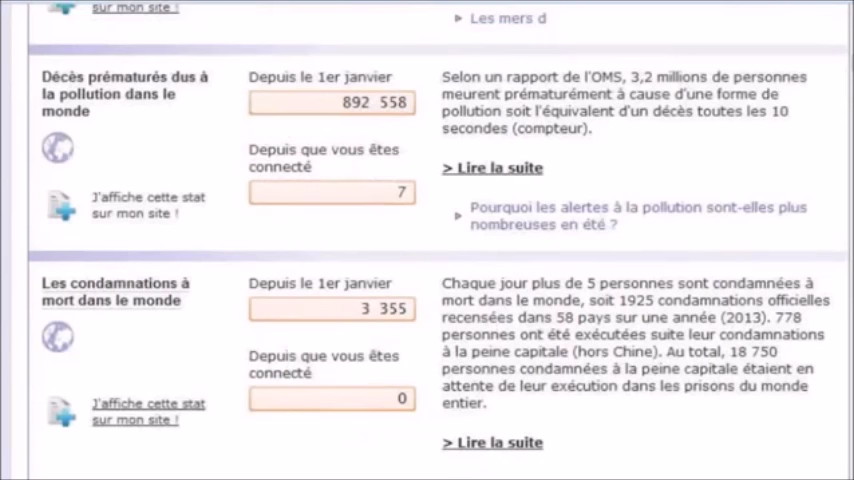 sur mon site !
Les mers d
Décès prématurés dus à
la pollution dans le
monde
J'affiche cette stat
sur mon site !
Depuis le 1er janvier
892 558
Depuis que vous êtes
connecté
7
Selon un rapport de l'OMS, 3,2 millions de personnes
meurent prématurément à cause d'une forme de
pollution soit l'équivalent d'un décès toutes les 10
secondes (compteur).
> Lire la suite
Pourquoi les alertes à la pollution sont-elles plus
nombreuses en été ?
Les condamnations à
mort dans le monde
J'affiche cette stat
sur mon site !
Depuis le 1er janvier
3 355
Depuis que vous êtes
connecté
0
Chaque jour plus de 5 personnes sont condamnées à
mort dans le monde, soit 1925 condamnations officielles
recensées dans 58 pays sur une année (2013). 778
personnes ont été exécutées suite leur condamnations
à la peine capitale (hors Chine). Au total, 18 750
personnes condamnées à la peine capitale étaient en
attente de leur exécution dans les prisons du monde
entier.
> Lire la suite